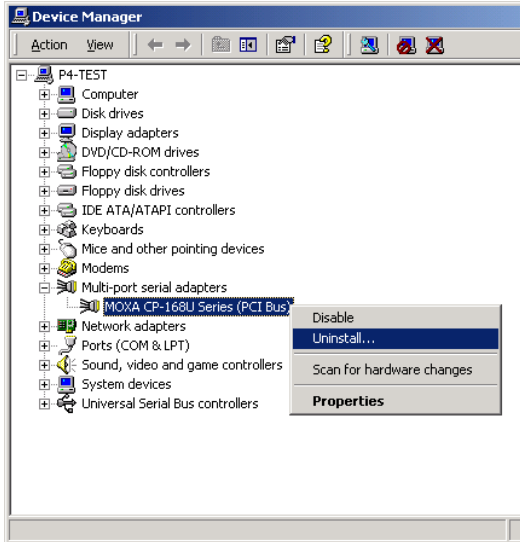 Device Manager
Action View
P4-TEST
Computer
Disk drives
Display adapters
DVD/CD-ROM drives
Floppy disk controllers
Floppy disk drives
IDE ATA/ATAPI controllers
Keyboards
Mice and other pointing devices
Modems
Multi-port serial adapters
MOXA CP-168U Series (PCI Bus)
Network adapters
Ports (COM & LPT)
Sound, video and game controllers
System devices
Universal Serial Bus controllers
Disable
Uninstall...
Scan for hardware changes
Properties